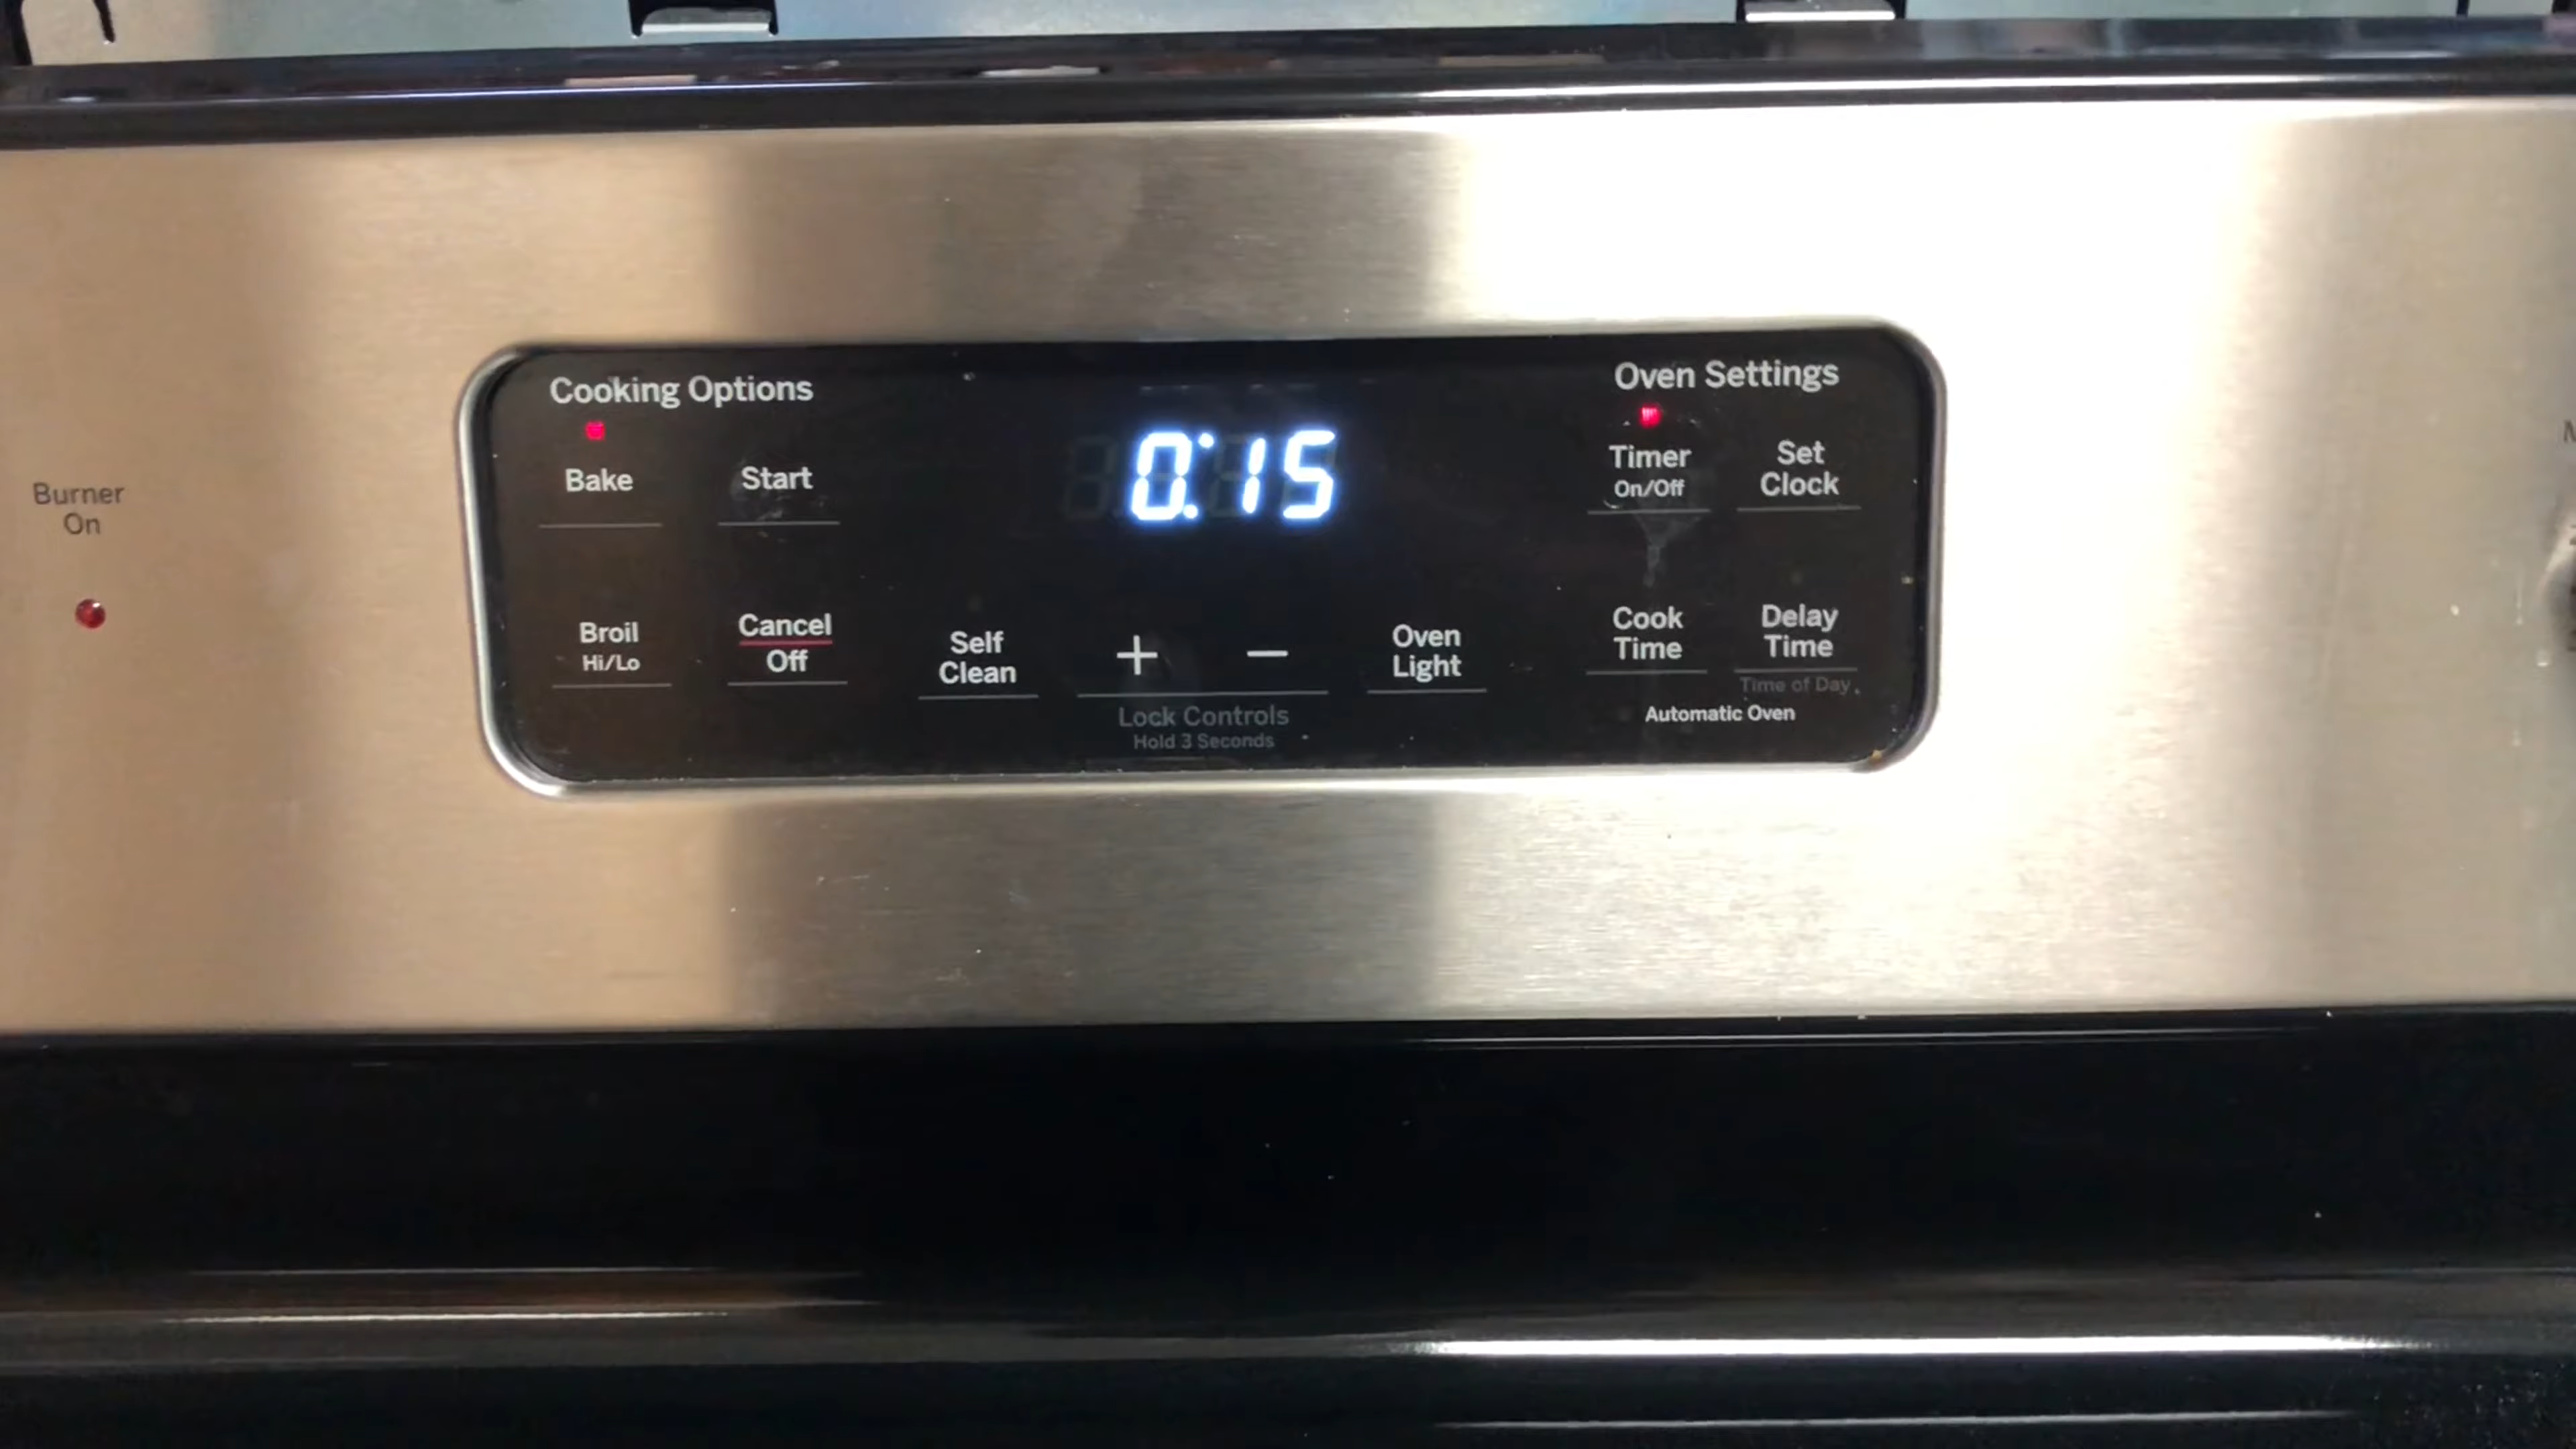 Cooking Options
Oven Settings
Burner
On
Bake
Start
0:15
Timer
On/Off
Set
Clock
Broil
Hi/Lo
Cancel
Off
Self
Clean
+
−
Oven
Light
Cook
Time
Delay
Time
Time of Day
Automatic Oven
Lock Controls
Hold 3 Seconds